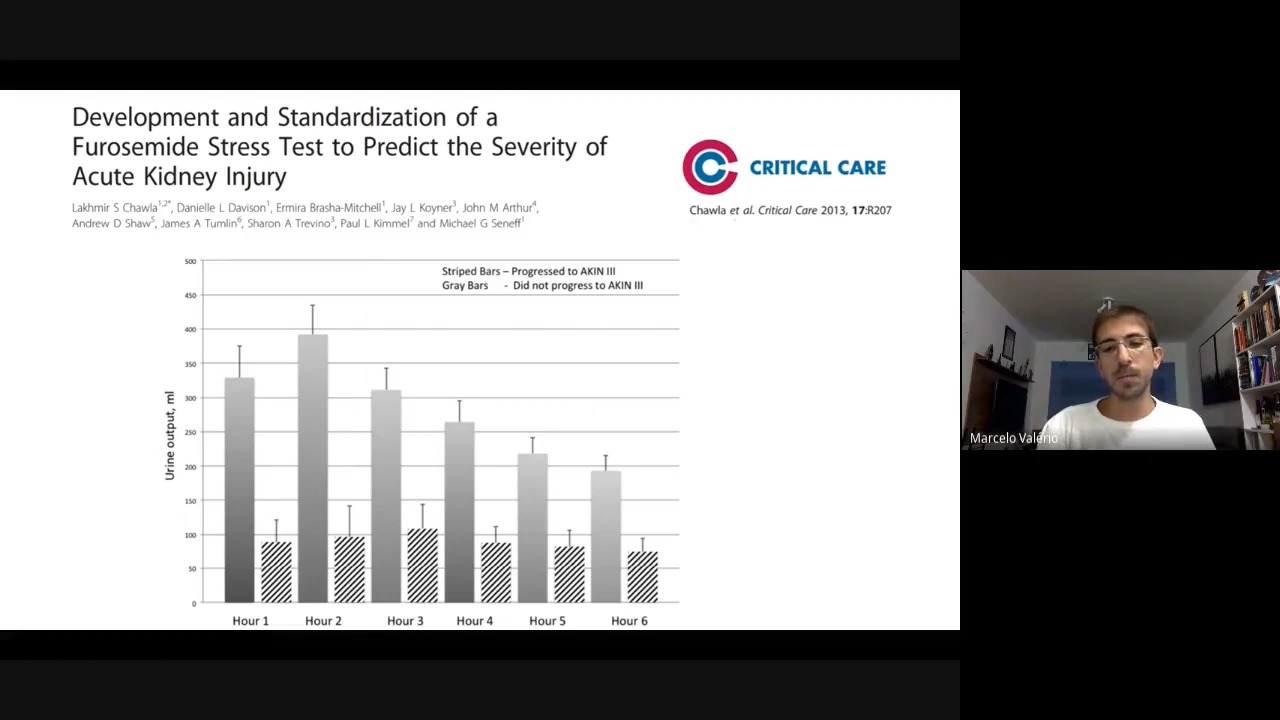 Development and Standardization of a
Furosemide Stress Test to Predict the Severity of
Acute Kidney Injury
Lakhmir S Chawla1,2*, Danielle L Davison1, Ermira Brasha-Mitchell1, Jay L Koyner3, John M Arthur4,
Andrew D Shaw5, James A Tumlin6, Sharon A Trevino3, Paul L Kimmel7 and Michael G Seneff1
CRITICAL CARE
Chawla et al. Critical Care 2013, 17:R207
Striped Bars – Progressed to AKIN III
Gray Bars - Did not progress to AKIN III
Urine output, ml
500
450
400
350
300
250
200
150
100
50
0
Hour 1 Hour 2 Hour 3 Hour 4 Hour 5 Hour 6
Marcelo Valério